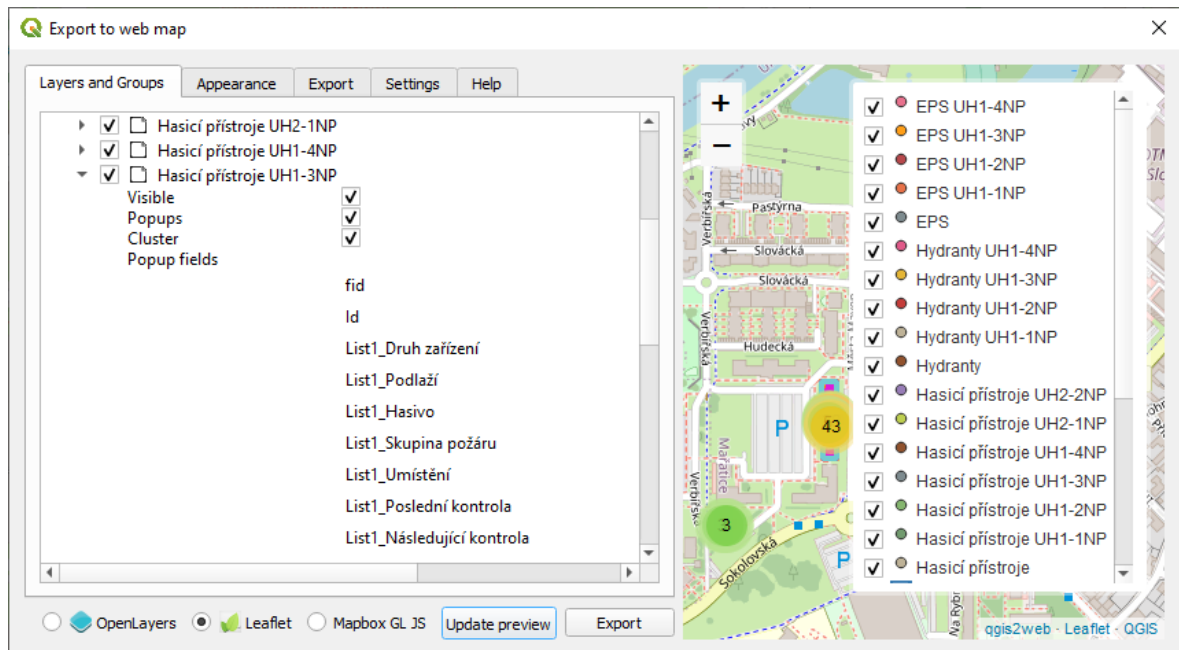 Export to web map
Layers and Groups
Appearance
Export
Settings
Help
Hasicí přístroje UH2-1NP
Hasicí přístroje UH1-4NP
Hasicí přístroje UH1-3NP
Visible
Popups
Cluster
Popup fields
fid
Id
List1_Druh zařízení
List1_Podlaží
List1_Hasivo
List1_Skupina požáru
List1_Umístění
List1_Poslední kontrola
List1_Následující kontrola
OpenLayers
Leaflet
Mapbox GL JS
Update preview
Export
+
−
Verbířská
Pastýrna
Slovácká
Slovácká
Verbířská
Hudecká
P
43
Mařatice
Verbířská
3
Sokolovská
P
Na Rybn
EPS UH1-4NP
EPS UH1-3NP
EPS UH1-2NP
EPS UH1-1NP
EPS
Hydranty UH1-4NP
Hydranty UH1-3NP
Hydranty UH1-2NP
Hydranty UH1-1NP
Hydranty
Hasicí přístroje UH2-2NP
Hasicí přístroje UH2-1NP
Hasicí přístroje UH1-4NP
Hasicí přístroje UH1-3NP
Hasicí přístroje UH1-2NP
Hasicí přístroje UH1-1NP
Hasicí přístroje
qgis2web · Leaflet · QGIS